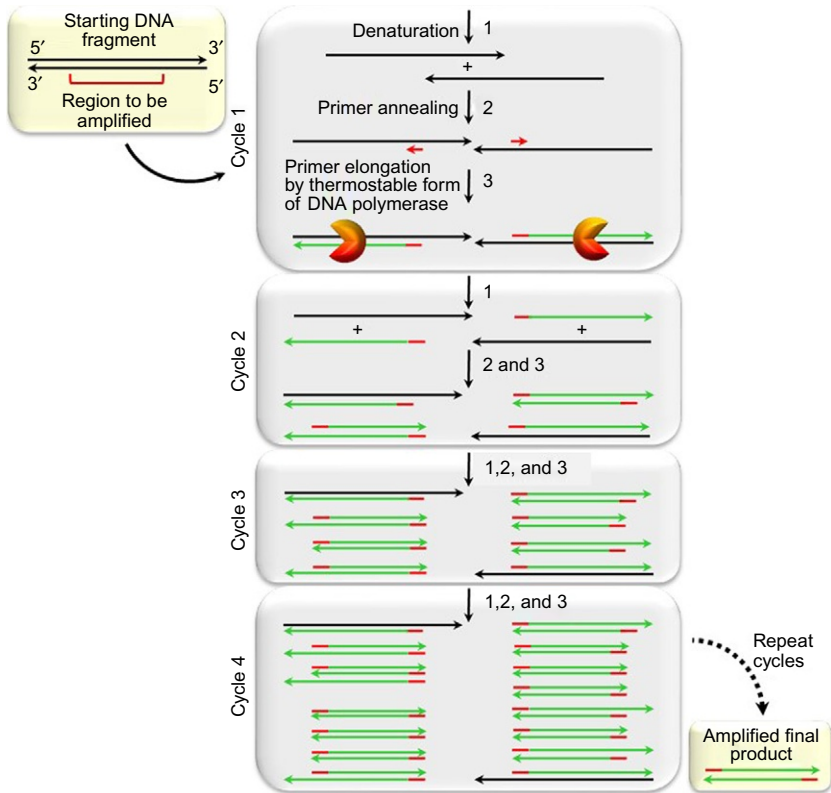 Starting DNA
fragment
5′ 3′
3′ 5′
Region to be
amplified
Cycle 1
Denaturation 1
+
Primer annealing 2
Primer elongation
by thermostable form
of DNA polymerase
3
Cycle 2
1
+ +
2 and 3
Cycle 3
1,2, and 3
Cycle 4
1,2, and 3
Repeat
cycles
Amplified final
product